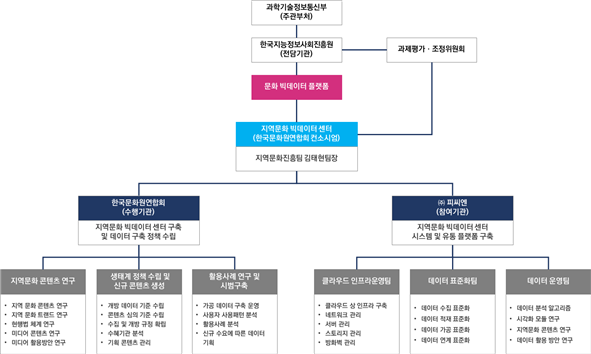 과학기술정보통신부
(주관부처)
한국지능정보사회진흥원
(전담기관)
과제평가 · 조정위원회
문화 빅데이터 플랫폼
지역문화 빅데이터 센터
(한국문화원연합회 컨소시엄)
지역문화진흥팀 김태현팀장
한국문화원연합회
(수행기관)
지역문화 빅데이터 센터 구축
및 데이터 구축 정책 수립
㈜ 피씨엔
(참여기관)
지역문화 빅데이터 센터
시스템 및 유통 플랫폼 구축
지역문화 콘텐츠 연구
• 지역 문화 콘텐츠 연구
• 지역 문화 트렌드 연구
• 현행법 체계 연구
• 미디어 콘텐츠 연구
• 미디어 활용방안 연구
생태계 정책 수립 및
신규 콘텐츠 생성
• 개방 데이터 기준 수립
• 콘텐츠 심의 기준 수립
• 수집 및 개방 규정 확립
• 수혜기관 분석
• 기획 콘텐츠 관리
활용사례 연구 및
시범구축
• 가공 데이터 구축 운영
• 사용자 사용패턴 분석
• 활용사례 분석
• 신규 수요에 따른 데이터
기획
클라우드 인프라운영팀
• 클라우드 상 인프라 구축
• 네트워크 관리
• 서버 관리
• 스토리지 관리
• 방화벽 관리
데이터 표준화팀
• 데이터 수집 표준화
• 데이터 적재 표준화
• 데이터 가공 표준화
• 데이터 연계 표준화
데이터 운영팀
• 데이터 분석 알고리즘
• 시각화 모듈 연구
• 지역문화 콘텐츠 연구
• 데이터 활용 방안 연구